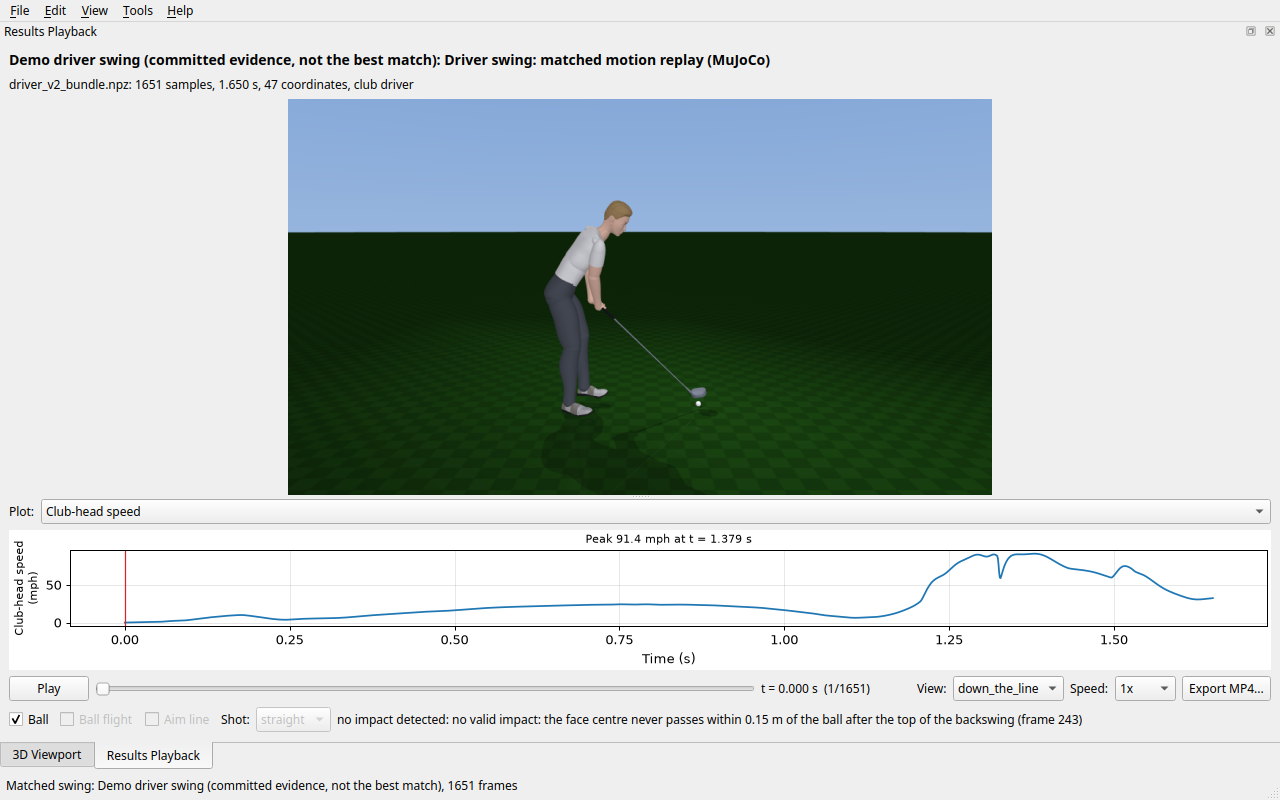 File Edit View Tools Help
Results Playback
Demo driver swing (committed evidence, not the best match): Driver swing: matched motion replay (MuJoCo)
driver_v2_bundle.npz: 1651 samples, 1.650 s, 47 coordinates, club driver
Plot: Club-head speed
Peak 91.4 mph at t = 1.379 s
Club-head speed
(mph)
50
0
0.00 0.25 0.50 0.75 1.00 1.25 1.50
Time (s)
Play t = 0.000 s (1/1651) View: down_the_line Speed: 1x Export MP4...
Ball Ball flight Aim line Shot: straight no impact detected: no valid impact: the face centre never passes within 0.15 m of the ball after the top of the backswing (frame 243)
3D Viewport Results Playback
Matched swing: Demo driver swing (committed evidence, not the best match), 1651 frames